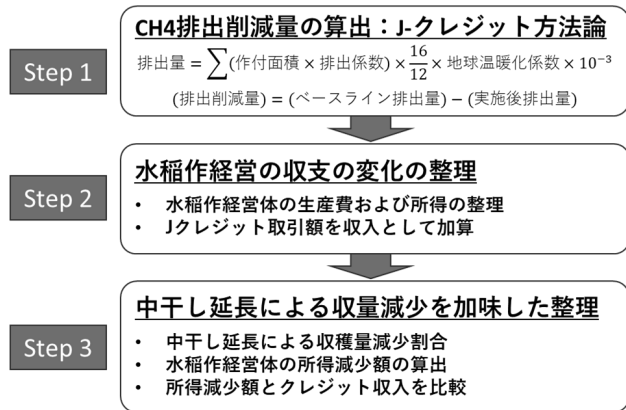 Step 1
CH4排出削減量の算出：J-クレジット方法論
排出量 = ∑(作付面積 × 排出係数) × 16/12 × 地球温暖化係数 × 10⁻³
(排出削減量) = (ベースライン排出量) − (実施後排出量)
Step 2
水稲作経営の収支の変化の整理
• 水稲作経営体の生産費および所得の整理
• Jクレジット取引額を収入として加算
Step 3
中干し延長による収量減少を加味した整理
• 中干し延長による収穫量減少割合
• 水稲作経営体の所得減少額の算出
• 所得減少額とクレジット収入を比較